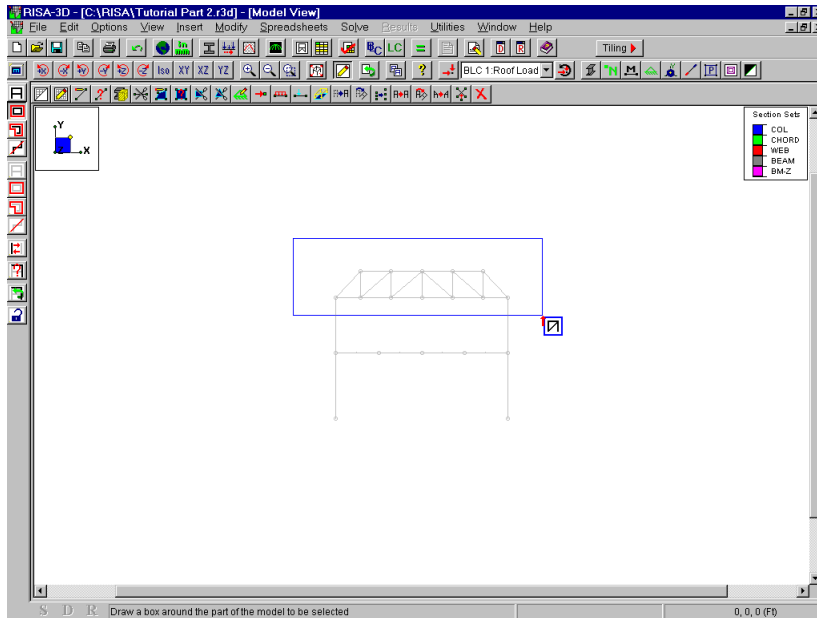 RISA-3D - [C:\RISA\Tutorial Part 2.r3d] - [Model View]
File Edit Options View Insert Modify Spreadsheets Solve Results Utilities Window Help
BC LC = D R Tiling
Iso XY XZ YZ ? BLC 1:Roof Load N M P
Y
Z X
Section Sets
COL
CHORD
WEB
BEAM
BM-Z
S D R Draw a box around the part of the model to be selected 0, 0, 0 (Ft)